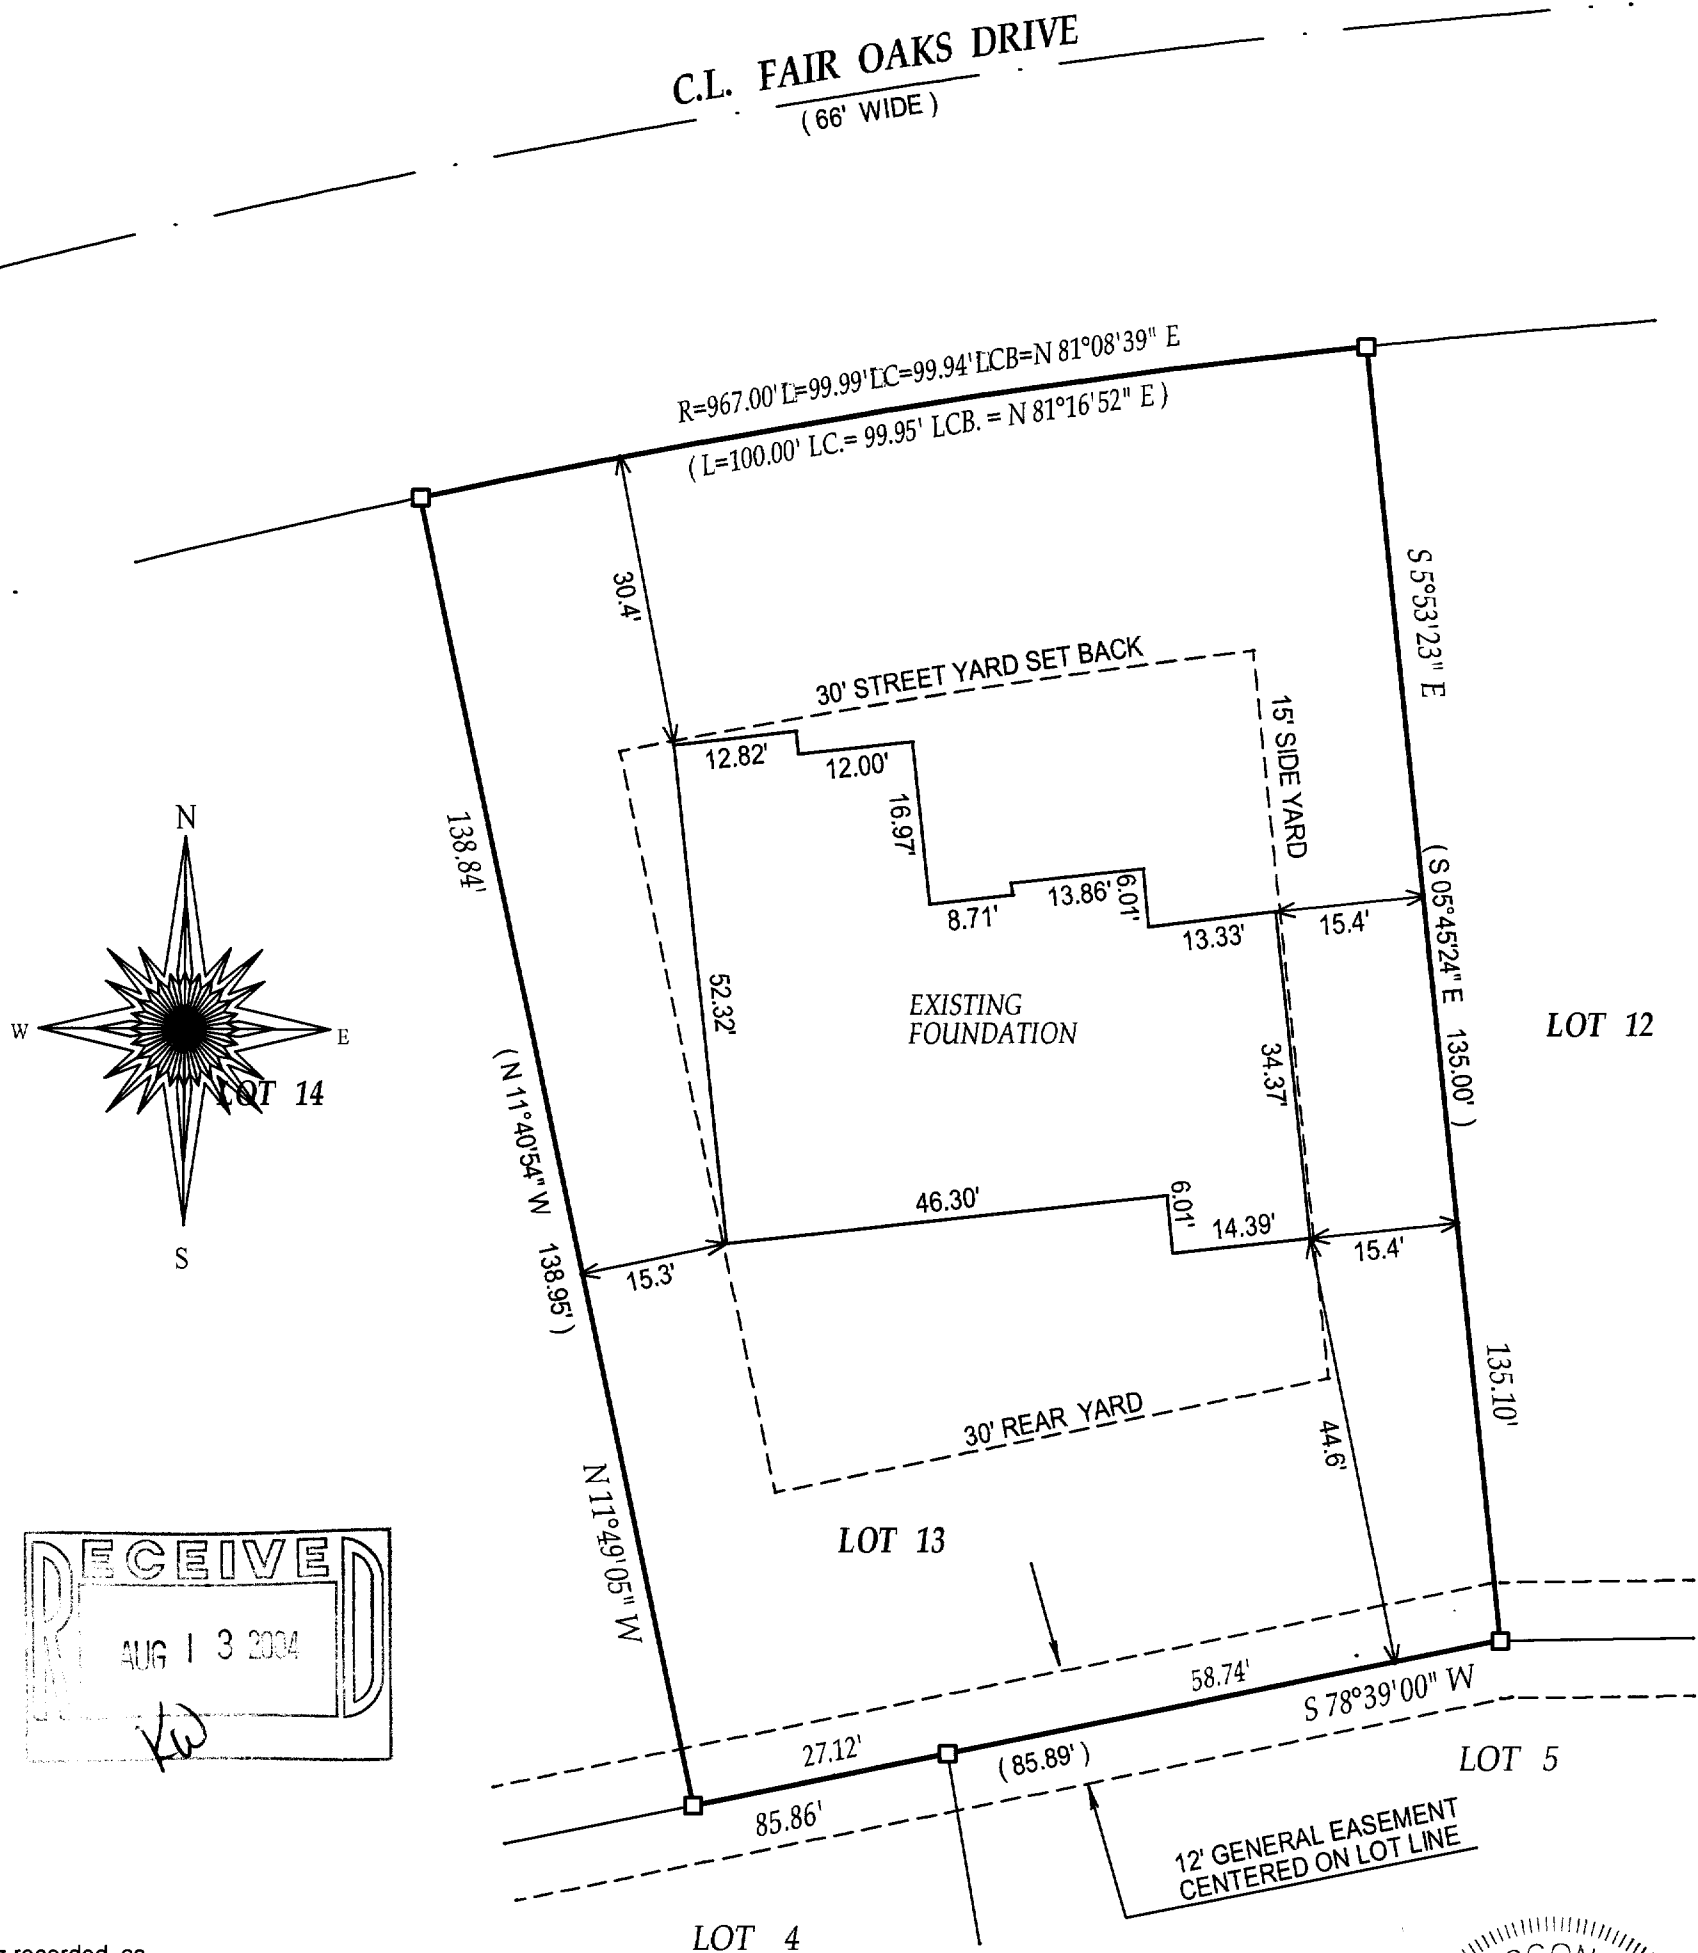 C.L. FAIR OAKS DRIVE
( 66' WIDE )
R=967.00' L=99.99' LC=99.94' LCB=N 81°08'39" E
( L=100.00' LC.= 99.95' LCB. = N 81°16'52" E )
30.4'
S 5°53'23" E
30' STREET YARD SET BACK
15' SIDE YARD
12.82'
12.00'
16.97'
138.84'
N
8.71'
13.86'
6.01'
13.33'
15.4'
( S 05°45'24" E 135.00' )
52.32'
EXISTING
FOUNDATION
34.37'
LOT 12
W
E
LOT 14
S
( N 11°40'54" W 138.95' )
46.30'
6.01'
14.39'
15.4'
15.3'
135.10'
30' REAR YARD
44.6'
N 11°49'05" W
LOT 13
RECEIVED
AUG 13 2004
KW
58.74'
S 78°39'00" W
27.12'
( 85.89' )
85.86'
LOT 5
12' GENERAL EASEMENT
CENTERED ON LOT LINE
LOT 4
recorded as